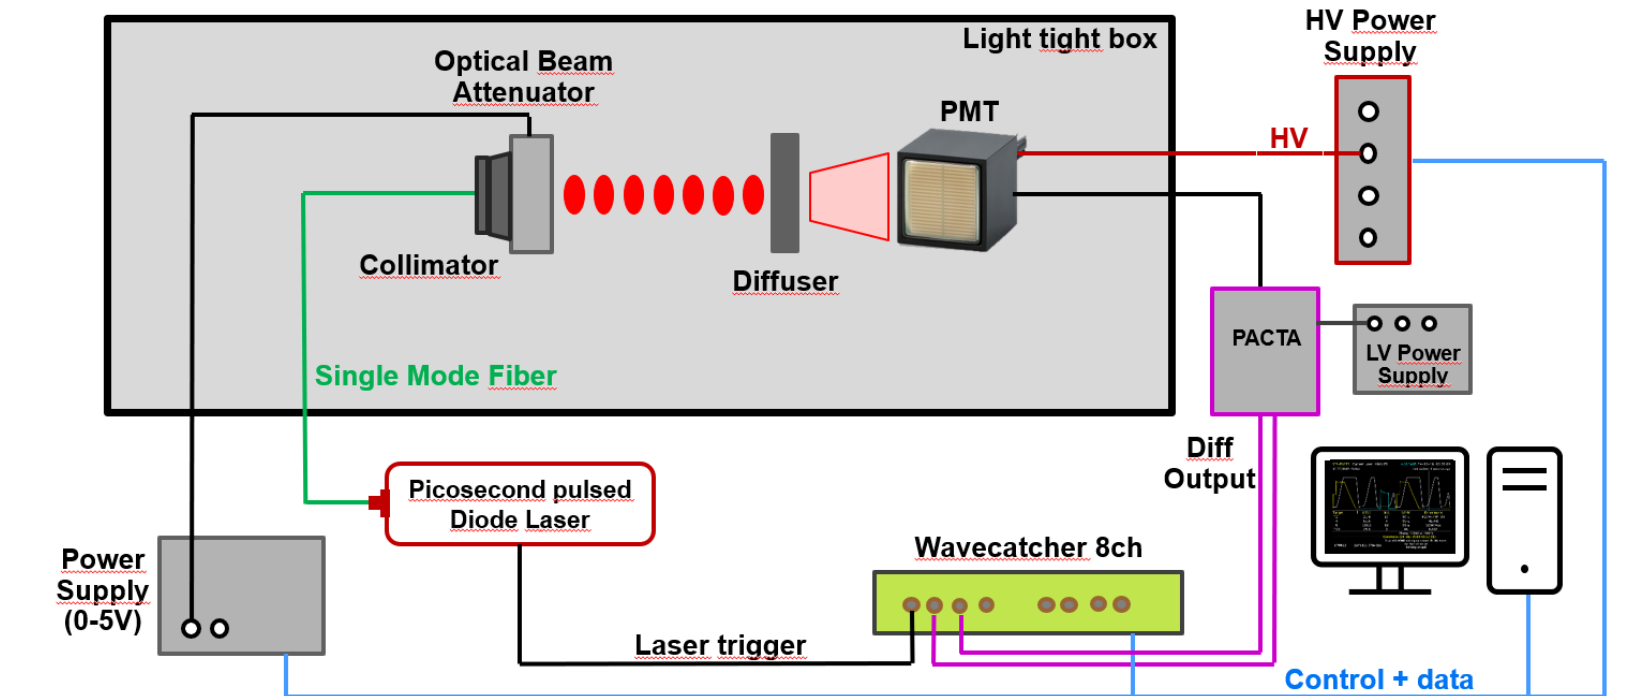 HV Power
Supply
Light tight box
Optical Beam
Attenuator
PMT
HV
Collimator
Diffuser
PACTA
LV Power
Supply
Single Mode Fiber
Diff
Output
Picosecond pulsed
Diode Laser
Wavecatcher 8ch
Power
Supply
(0-5V)
Laser trigger
Control + data